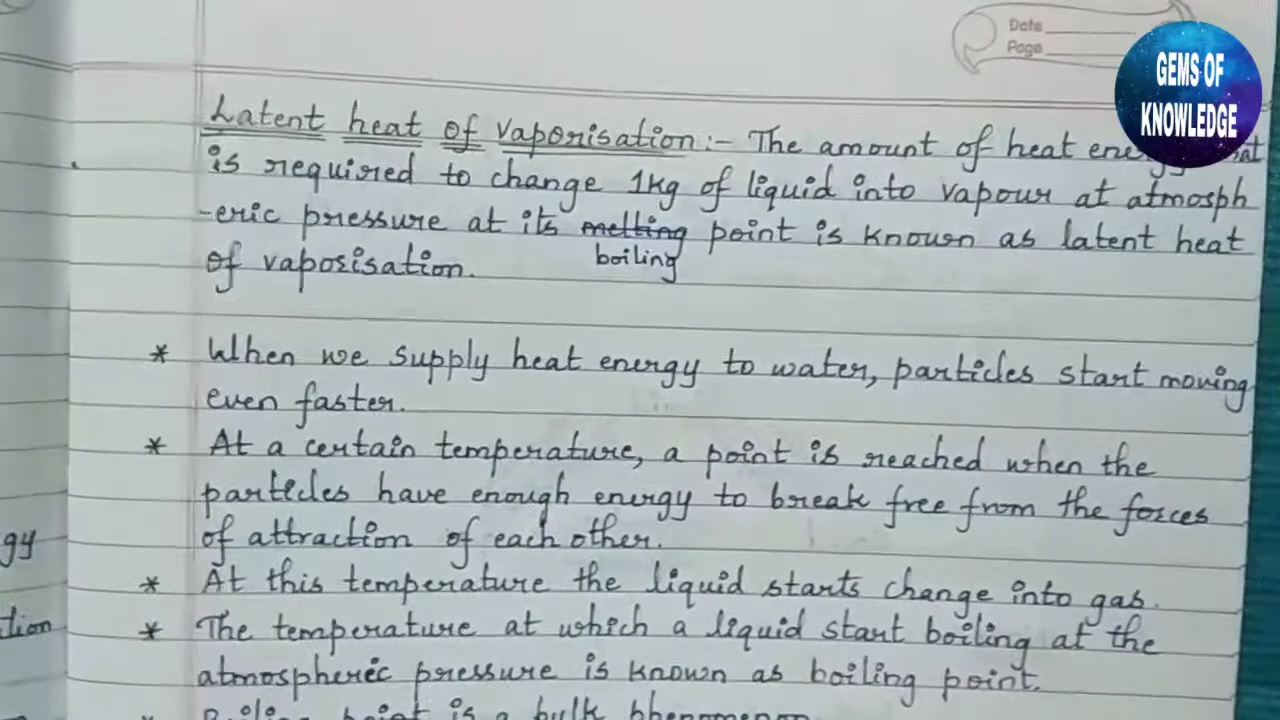 Date
Page
GEMS OF
KNOWLEDGE
Latent heat of vaporisation :- The amount of heat
is required to change 1kg of liquid into vapour at atmosph
-eric pressure at its melting point is known as latent heat
boiling
of vaporisation.
* When we supply heat energy to water, particles start moving
even faster.
* At a certain temperature, a point is reached when the
particles have enough energy to break free from the forces
of attraction of each other.
* At this temperature the liquid starts change into gas.
* The temperature at which a liquid start boiling at the
atmospheric pressure is known as boiling point.
* point is a bulk phenomenon
gy
tion